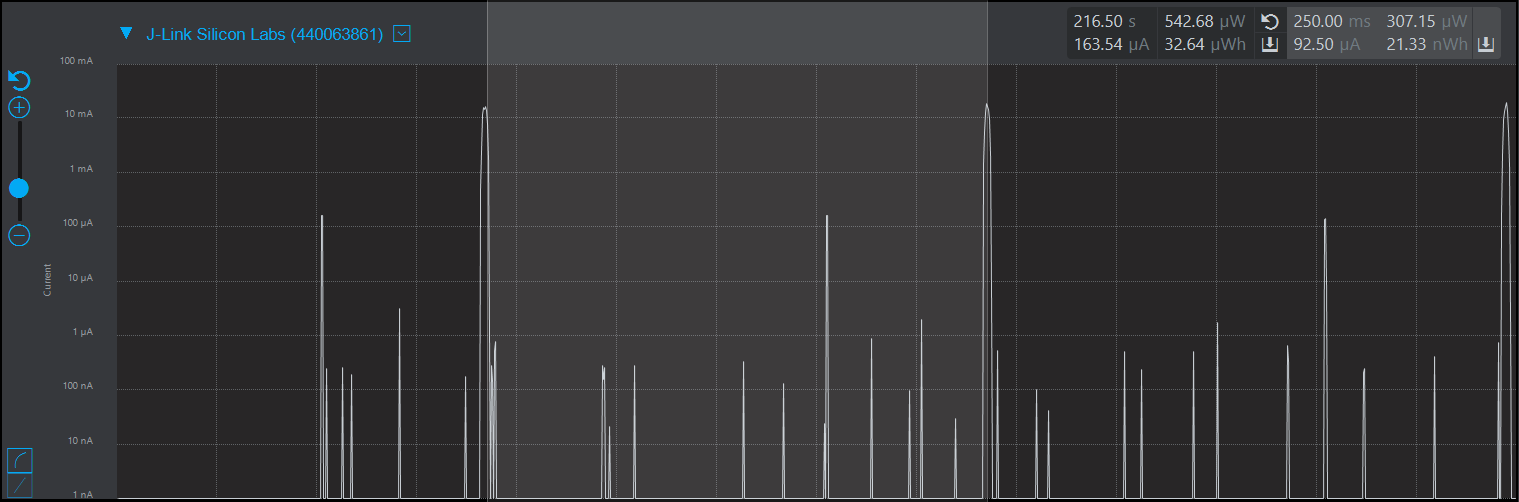 J-Link Silicon Labs (440063861)
216.50 s 542.68 µW 250.00 ms 307.15 µW
163.54 µA 32.64 µWh 92.50 µA 21.33 nWh
100 mA
10 mA
1 mA
100 µA
10 µA
1 µA
100 nA
10 nA
1 nA
Current